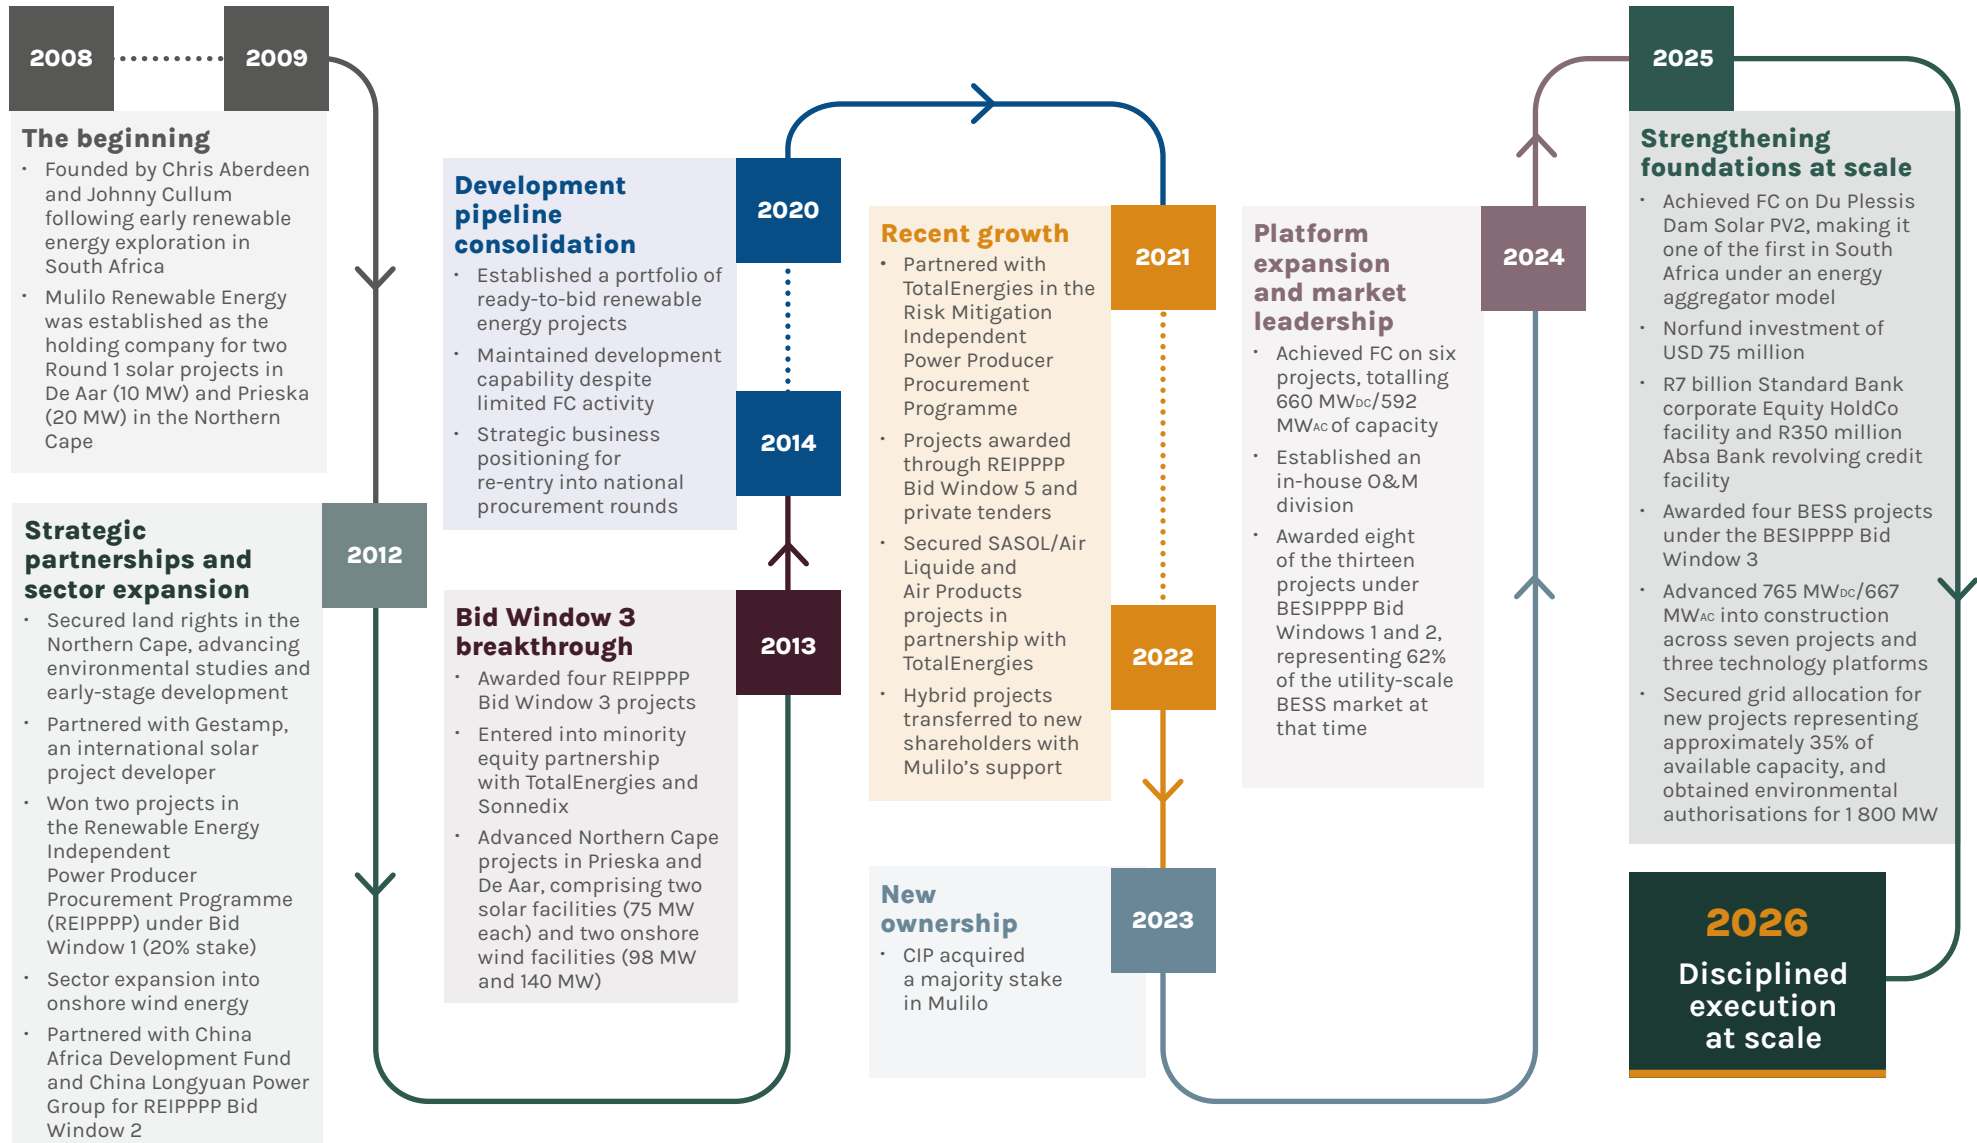 2008
2009
The beginning
• Founded by Chris Aberdeen
and Johnny Cullum
following early renewable
energy exploration in
South Africa
• Mulilo Renewable Energy
was established as the
holding company for two
Round 1 solar projects in
De Aar (10 MW) and Prieska
(20 MW) in the Northern
Cape
2012
Strategic
partnerships and
sector expansion
• Secured land rights in the
Northern Cape, advancing
environmental studies and
early-stage development
• Partnered with Gestamp,
an international solar
project developer
• Won two projects in
the Renewable Energy
Independent
Power Producer
Procurement Programme
(REIPPPP) under Bid
Window 1 (20% stake)
• Sector expansion into
onshore wind energy
• Partnered with China
Africa Development Fund
and China Longyuan Power
Group for REIPPPP Bid
Window 2
2013
Bid Window 3
breakthrough
• Awarded four REIPPPP
Bid Window 3 projects
• Entered into minority
equity partnership
with TotalEnergies and
Sonnedix
• Advanced Northern Cape
projects in Prieska and
De Aar, comprising two
solar facilities (75 MW
each) and two onshore
wind facilities (98 MW
and 140 MW)
2014
2020
Development
pipeline
consolidation
• Established a portfolio of
ready-to-bid renewable
energy projects
• Maintained development
capability despite
limited FC activity
• Strategic business
positioning for
re-entry into national
procurement rounds
2021
2022
Recent growth
• Partnered with
TotalEnergies in the
Risk Mitigation
Independent
Power Producer
Procurement
Programme
• Projects awarded
through REIPPPP
Bid Window 5 and
private tenders
• Secured SASOL/Air
Liquide and
Air Products
projects in
partnership with
TotalEnergies
• Hybrid projects
transferred to new
shareholders with
Mulilo’s support
2023
New
ownership
• CIP acquired
a majority stake
in Mulilo
2024
Platform
expansion
and market
leadership
• Achieved FC on six
projects, totalling
660 MWDC/592
MWAC of capacity
• Established an
in-house O&M
division
• Awarded eight
of the thirteen
projects under
BESIPPPP Bid
Windows 1 and 2,
representing 62%
of the utility-scale
BESS market at
that time
2025
Strengthening
foundations at scale
• Achieved FC on Du Plessis
Dam Solar PV2, making it
one of the first in South
Africa under an energy
aggregator model
• Norfund investment of
USD 75 million
• R7 billion Standard Bank
corporate Equity HoldCo
facility and R350 million
Absa Bank revolving credit
facility
• Awarded four BESS projects
under the BESIPPPP Bid
Window 3
• Advanced 765 MWDC/667
MWAC into construction
across seven projects and
three technology platforms
• Secured grid allocation for
new projects representing
approximately 35% of
available capacity, and
obtained environmental
authorisations for 1 800 MW
2026
Disciplined
execution
at scale